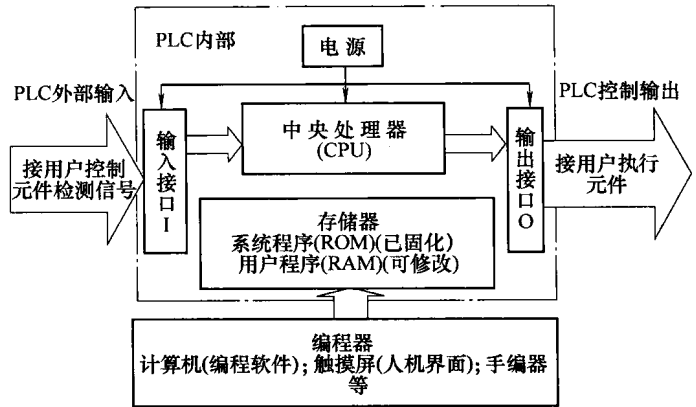 PLC内部
电源
PLC外部输入
PLC控制输出
接用户控制
元件检测信号
输入接口I
中央处理器
(CPU)
输出接口O
接用户执行
元件
存储器
系统程序(ROM)(已固化)
用户程序(RAM)(可修改)
编程器
计算机(编程软件); 触摸屏(人机界面); 手编器
等